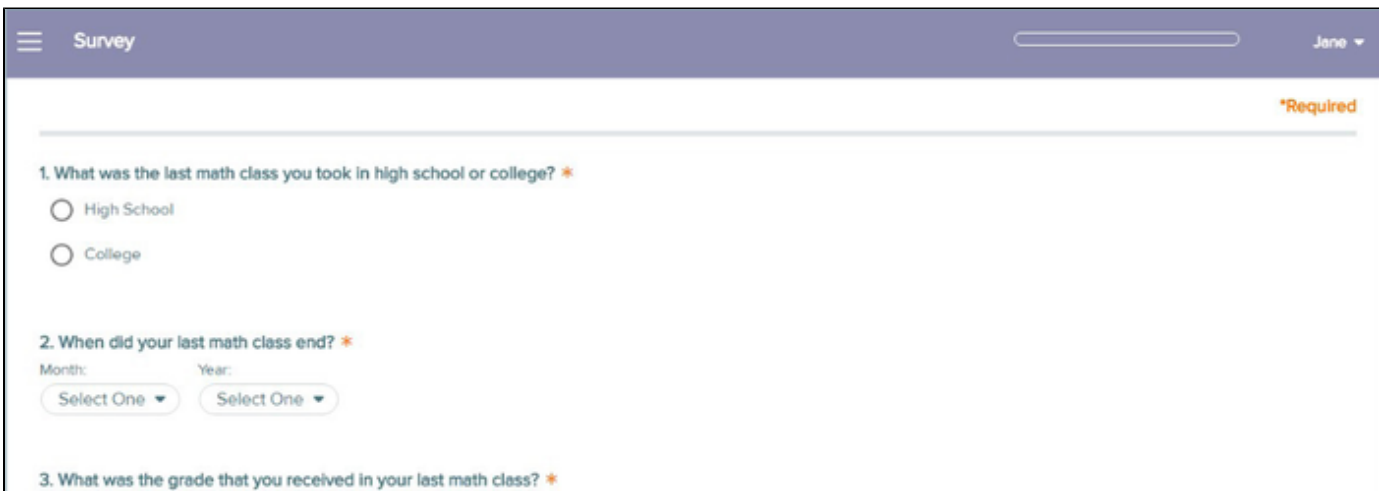 Survey
Jane
*Required
1. What was the last math class you took in high school or college? *
High School
College
2. When did your last math class end? *
Month: Year:
Select One Select One
3. What was the grade that you received in your last math class? *